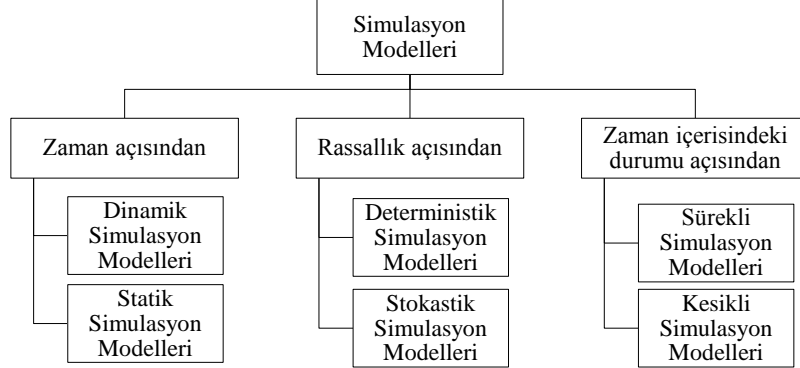 Simulasyon
Modelleri
Zaman açısından
Rassallık açısından
Zaman içerisindeki
durumu açısından
Dinamik
Simulasyon
Modelleri
Statik
Simulasyon
Modelleri
Deterministik
Simulasyon
Modelleri
Stokastik
Simulasyon
Modelleri
Sürekli
Simulasyon
Modelleri
Kesikli
Simulasyon
Modelleri